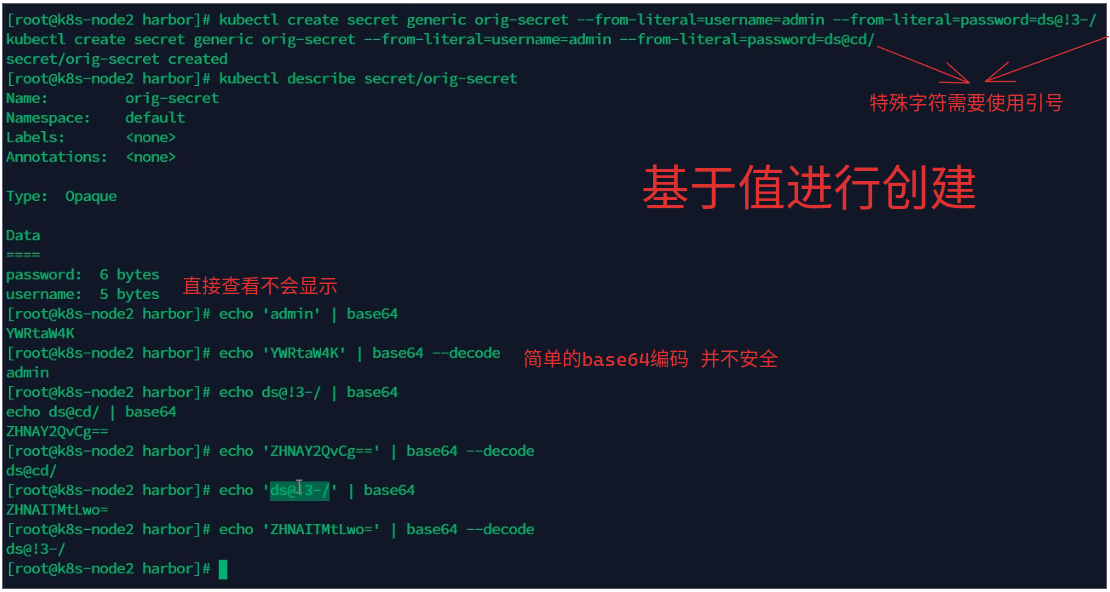 [root@k8s-node2 harbor]# kubectl create secret generic orig-secret --from-literal=username=admin --from-literal=password=ds@!3-/
kubectl create secret generic orig-secret --from-literal=username=admin --from-literal=password=ds@cd/
secret/orig-secret created
[root@k8s-node2 harbor]# kubectl describe secret/orig-secret
Name: orig-secret
特殊字符需要使用引号
Namespace: default
Labels: <none>
Annotations: <none>
基于值进行创建
Type: Opaque
Data
====
password: 6 bytes
直接查看不会显示
username: 5 bytes
[root@k8s-node2 harbor]# echo 'admin' | base64
YWRtaW4K
[root@k8s-node2 harbor]# echo 'YWRtaW4K' | base64 --decode
简单的base64编码 并不安全
admin
[root@k8s-node2 harbor]# echo ds@!3-/ | base64
echo ds@cd/ | base64
ZHNAY2QvCg==
[root@k8s-node2 harbor]# echo 'ZHNAY2QvCg==' | base64 --decode
ds@cd/
[root@k8s-node2 harbor]# echo 'ds@!3-/' | base64
ZHNAITMtLwo=
[root@k8s-node2 harbor]# echo 'ZHNAITMtLwo=' | base64 --decode
ds@!3-/
[root@k8s-node2 harbor]#